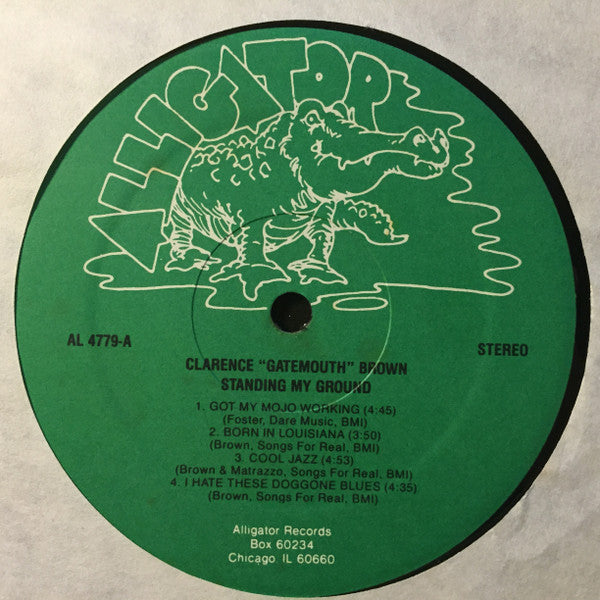 ALLIGATOR
AL 4779-A
STEREO
CLARENCE "GATEMOUTH" BROWN
STANDING MY GROUND
1. GOT MY MOJO WORKING (4:45)
(Foster, Dare Music, BMI)
2. BORN IN LOUISIANA (3:50)
(Brown, Songs For Real, BMI)
3. COOL JAZZ (4:53)
(Brown & Matrazzo, Songs For Real, BMI)
4. I HATE THESE DOGGONE BLUES (4:35)
(Brown, Songs For Real, BMI)
Alligator Records
Box 60234
Chicago, IL 60660